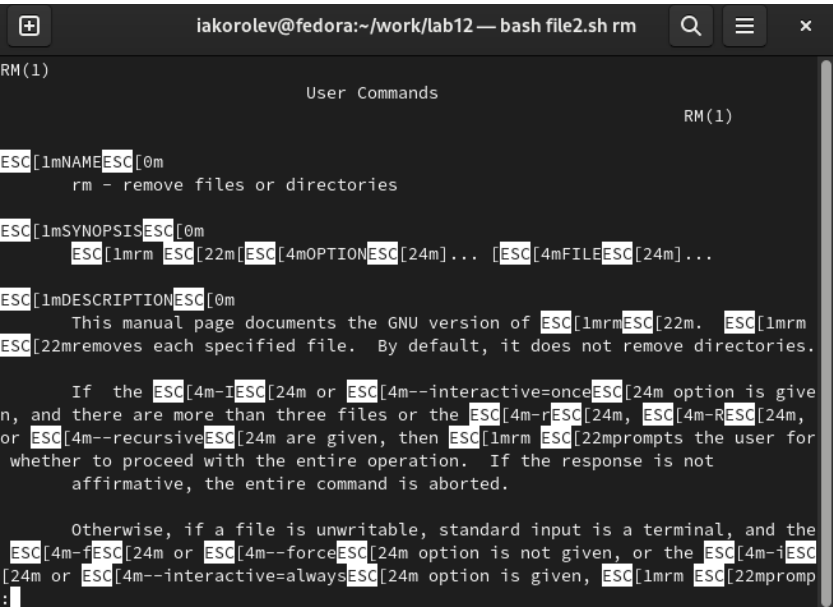 iakorolev@fedora:~/work/lab12 — bash file2.sh rm
RM(1)
User Commands
RM(1)
ESC[1mNAMEESC[0m
rm - remove files or directories
ESC[1mSYNOPSISESC[0m
ESC[1mrm ESC[22m[ESC[4mOPTIONESC[24m]... [ESC[4mFILEESC[24m]...
ESC[1mDESCRIPTIONESC[0m
This manual page documents the GNU version of ESC[1mrmESC[22m.  ESC[1mrm
ESC[22mremoves each specified file.  By default, it does not remove directories.
If  the ESC[4m-IESC[24m or ESC[4m--interactive=onceESC[24m option is give
n, and there are more than three files or the ESC[4m-rESC[24m, ESC[4m-RESC[24m,
or ESC[4m--recursiveESC[24m are given, then ESC[1mrm ESC[22mprompts the user for
whether to proceed with the entire operation.  If the response is not
affirmative, the entire command is aborted.
Otherwise, if a file is unwritable, standard input is a terminal, and the
ESC[4m-fESC[24m or ESC[4m--forceESC[24m option is not given, or the ESC[4m-iESC
[24m or ESC[4m--interactive=alwaysESC[24m option is given, ESC[1mrm ESC[22mpromp
: